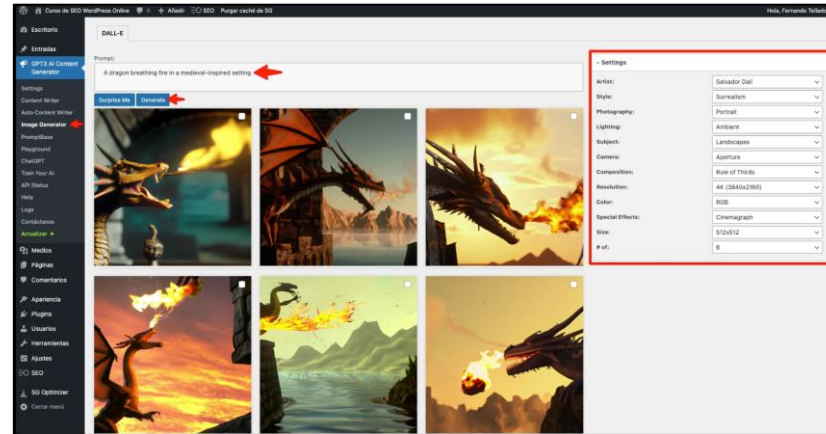 Curso de SEO WordPress Online
0
+ Añadir
SEO
Purgar caché de SG
Hola, Fernando Tellado
Escritorio
Entradas
GPT3 AI Content
Generator
Settings
Content Writer
Auto Content Writer
Image Generator
PromptBase
Playground
ChatGPT
Train Your AI
API Status
Help
Logs
Contáctanos
Actualizar ➤
Medios
Páginas
Comentarios
Apariencia
Plugins
Usuarios
Herramientas
Ajustes
SEO
SG Optimizer
Cerrar menú
DALL-E
Prompt:
A dragon breathing fire in a medieval-inspired setting
Surprise Me
Generate
- Settings
Artist: Salvador Dalí
Style: Surrealism
Photography: Portrait
Lighting: Ambient
Subject: Landscapes
Camera: Aperture
Composition: Rule of Thirds
Resolution: 4K (3840x2160)
Color: RGB
Special Effects: Cinemagraph
Size: 512x512
# of: 6